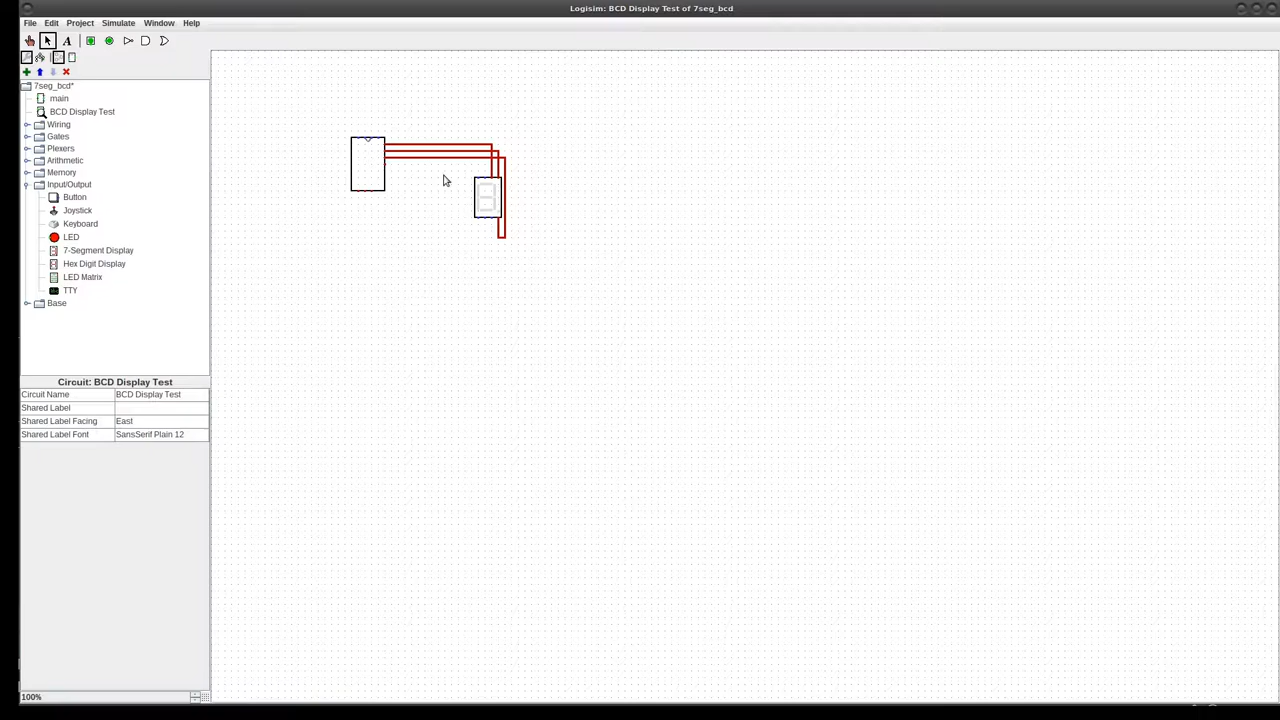 Logisim: BCD Display Test of 7seg_bcd
File Edit Project Simulate Window Help
A
7seg_bcd*
main
BCD Display Test
Wiring
Gates
Plexers
Arithmetic
Memory
Input/Output
Button
Joystick
Keyboard
LED
7-Segment Display
Hex Digit Display
LED Matrix
TTY
Base
Circuit: BCD Display Test
Circuit Name BCD Display Test
Shared Label
Shared Label Facing East
Shared Label Font SansSerif Plain 12
100%